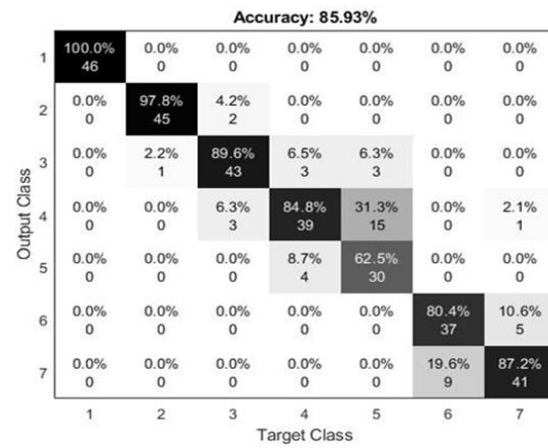 Accuracy: 85.93%
1
100.0% 0.0% 0.0% 0.0% 0.0% 0.0% 0.0%
46 0 0 0 0 0 0
2
0.0% 97.8% 4.2% 0.0% 0.0% 0.0% 0.0%
0 45 2 0 0 0 0
3
0.0% 2.2% 89.6% 6.5% 6.3% 0.0% 0.0%
0 1 43 3 3 0 0
4
0.0% 0.0% 6.3% 84.8% 31.3% 0.0% 2.1%
0 0 3 39 15 0 1
5
0.0% 0.0% 0.0% 8.7% 62.5% 0.0% 0.0%
0 0 0 4 30 0 0
6
0.0% 0.0% 0.0% 0.0% 0.0% 80.4% 10.6%
0 0 0 0 0 37 5
7
0.0% 0.0% 0.0% 0.0% 0.0% 19.6% 87.2%
0 0 0 0 0 9 41
1 2 3 4 5 6 7
Target Class
Output Class